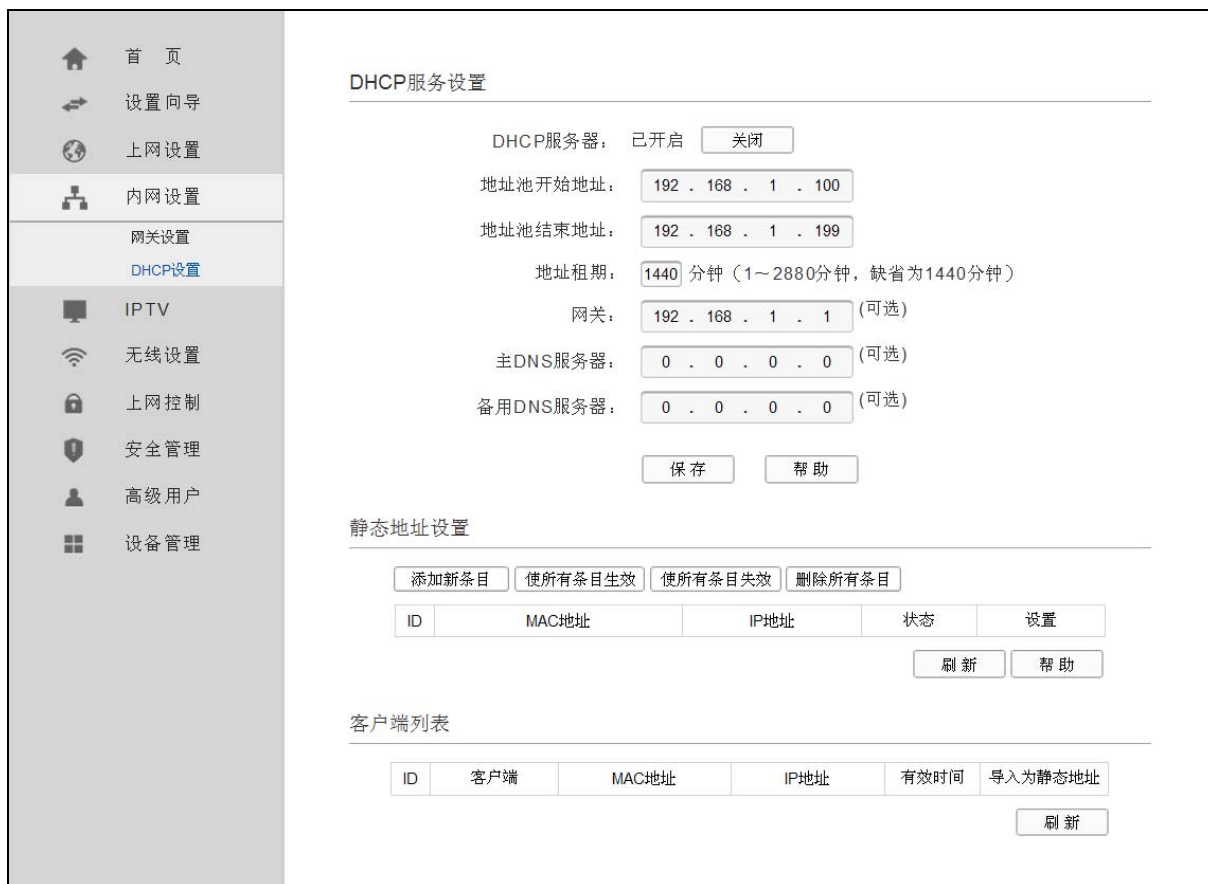 首 页
设置向导
上网设置
内网设置
网关设置
DHCP设置
IPTV
无线设置
上网控制
安全管理
高级用户
设备管理
DHCP服务设置
DHCP服务器： 已开启 关闭
地址池开始地址： 192 . 168 . 1 . 100
地址池结束地址： 192 . 168 . 1 . 199
地址租期： 1440 分钟（1～2880分钟，缺省为1440分钟）
网关： 192 . 168 . 1 . 1 (可选)
主DNS服务器： 0 . 0 . 0 . 0 (可选)
备用DNS服务器： 0 . 0 . 0 . 0 (可选)
保存 帮助
静态地址设置
添加新条目 使所有条目生效 使所有条目失效 删除所有条目
ID MAC地址 IP地址 状态 设置
刷新 帮助
客户端列表
ID 客户端 MAC地址 IP地址 有效时间 导入为静态地址
刷新